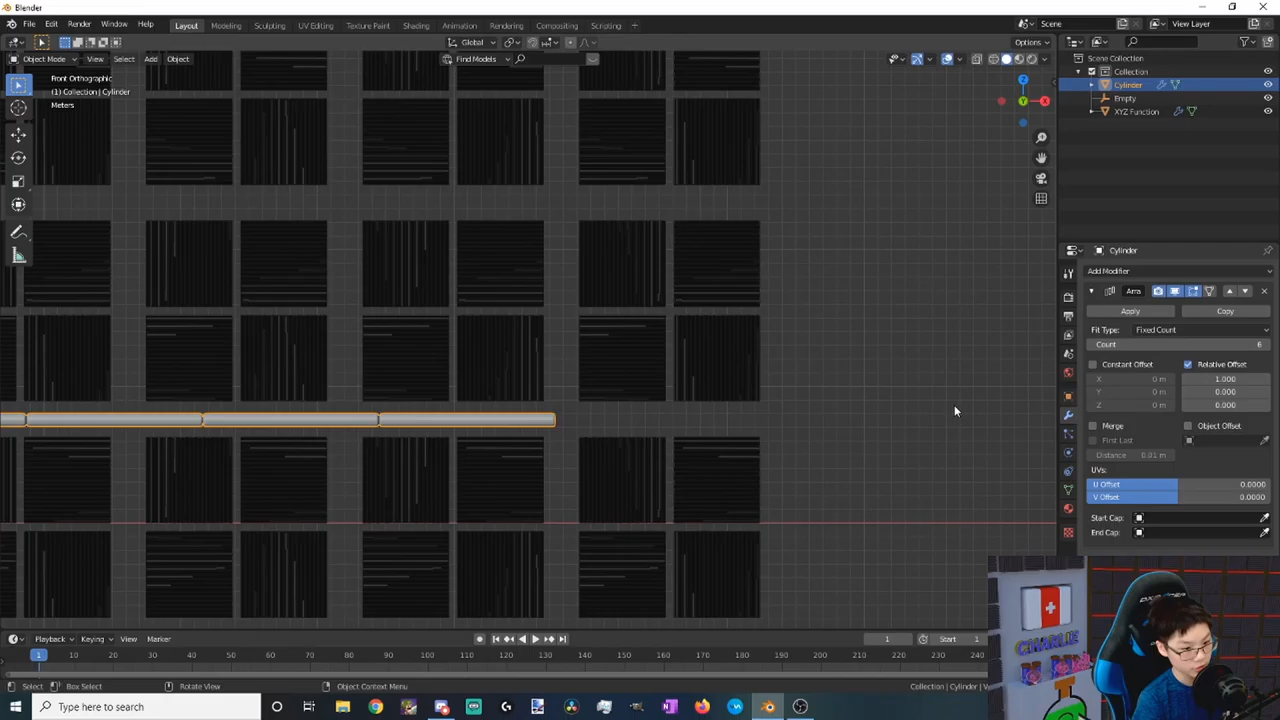 Blender
File Edit Render Window Help Layout Modeling Sculpting UV Editing Texture Paint Shading Animation Rendering Compositing Scripting + Scene View Layer
Global Options
Object Mode View Select Add Object Find Models
Front Orthographic
(1) Collection | Cylinder
Meters
Z
Y X
Scene Collection
Collection
Cylinder
Empty
XYZ Function
Cylinder
Add Modifier
Arra
Apply Copy
Fit Type: Fixed Count
Count 6
Constant Offset Relative Offset
X 0 m 1.000
Y 0 m 0.000
Z 0 m 0.000
Merge Object Offset
First Last
Distance 0.01 m
UVs:
U Offset 0.0000
V Offset 0.0000
Start Cap:
End Cap:
CHARLIE
Playback Keying View Marker 1 Start 1
1 10 20 30 40 50 60 70 80 90 100 110 120 130 140 150 160 170 180 190 200 210 220 230 240
Select Box Select Rotate View Object Context Menu Collection | Cylinder | V
Type here to search